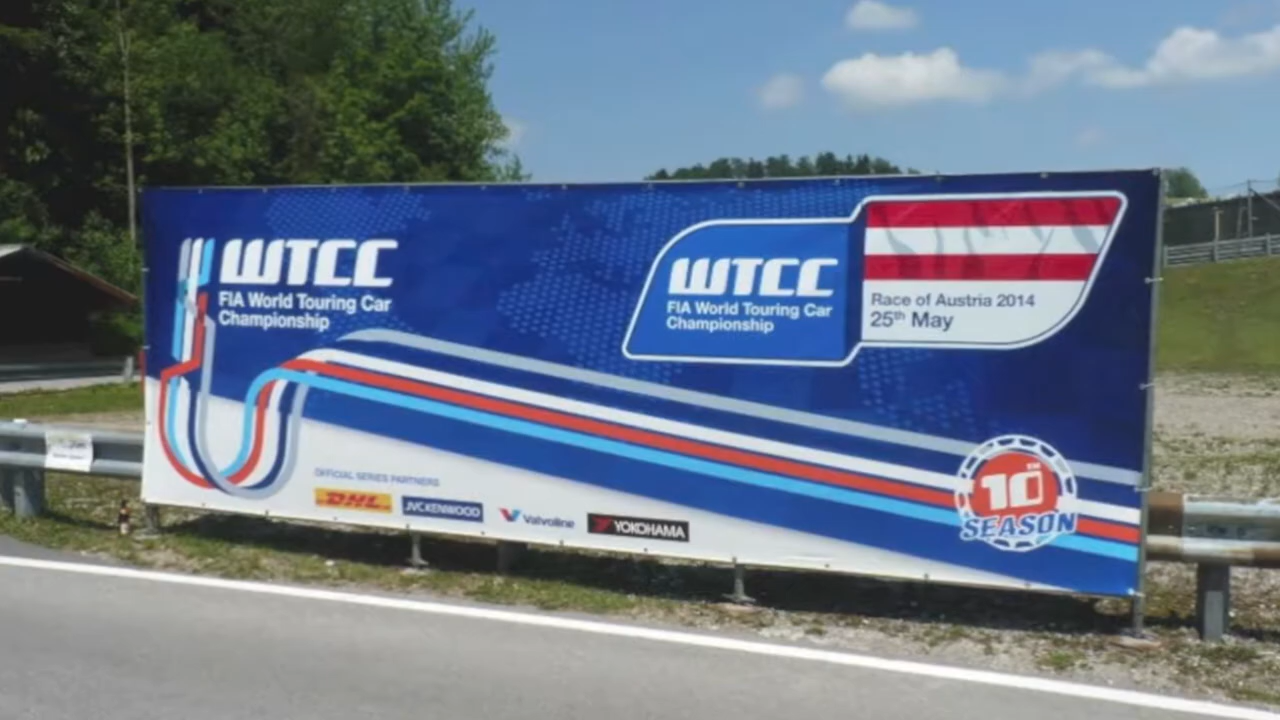 WTCC
FIA World Touring Car
Championship
WTCC
FIA World Touring Car
Championship
Race of Austria 2014
25th May
OFFICIAL SERIES PARTNERS
DHL
JVCKENWOOD
Valvoline
YOKOHAMA
10TH
SEASON